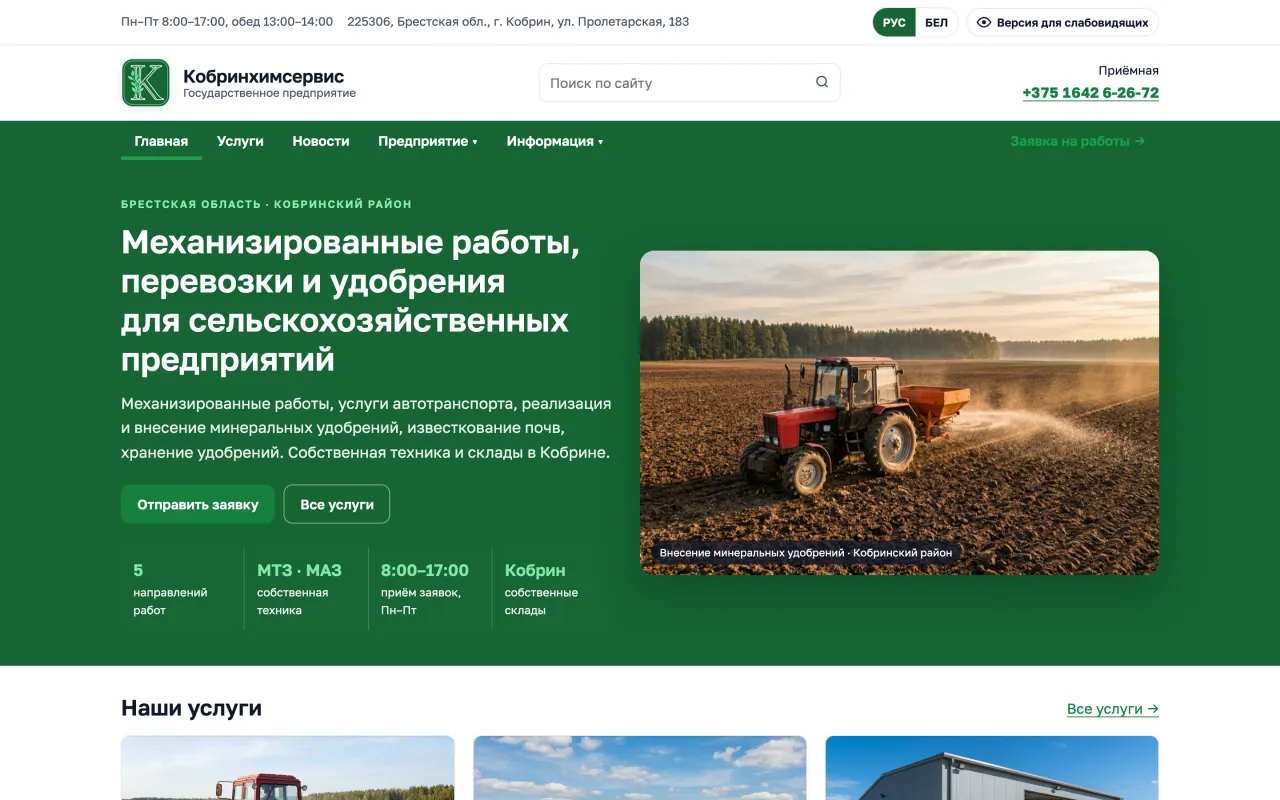 Пн–Пт 8:00–17:00, обед 13:00–14:00
225306, Брестская обл., г. Кобрин, ул. Пролетарская, 183
РУС
БЕЛ
Версия для слабовидящих
К
Кобринхимсервис
Государственное предприятие
Поиск по сайту
Приёмная
+375 1642 6-26-72
Главная
Услуги
Новости
Предприятие ▾
Информация ▾
Заявка на работы →
БРЕСТСКАЯ ОБЛАСТЬ · КОБРИНСКИЙ РАЙОН
Механизированные работы,
перевозки и удобрения
для сельскохозяйственных
предприятий
Механизированные работы, услуги автотранспорта, реализация
и внесение минеральных удобрений, известкование почв,
хранение удобрений. Собственная техника и склады в Кобрине.
Отправить заявку
Все услуги
5
направлений
работ
МТЗ · МАЗ
собственная
техника
8:00–17:00
приём заявок,
Пн–Пт
Кобрин
собственные
склады
Внесение минеральных удобрений · Кобринский район
Наши услуги
Все услуги →